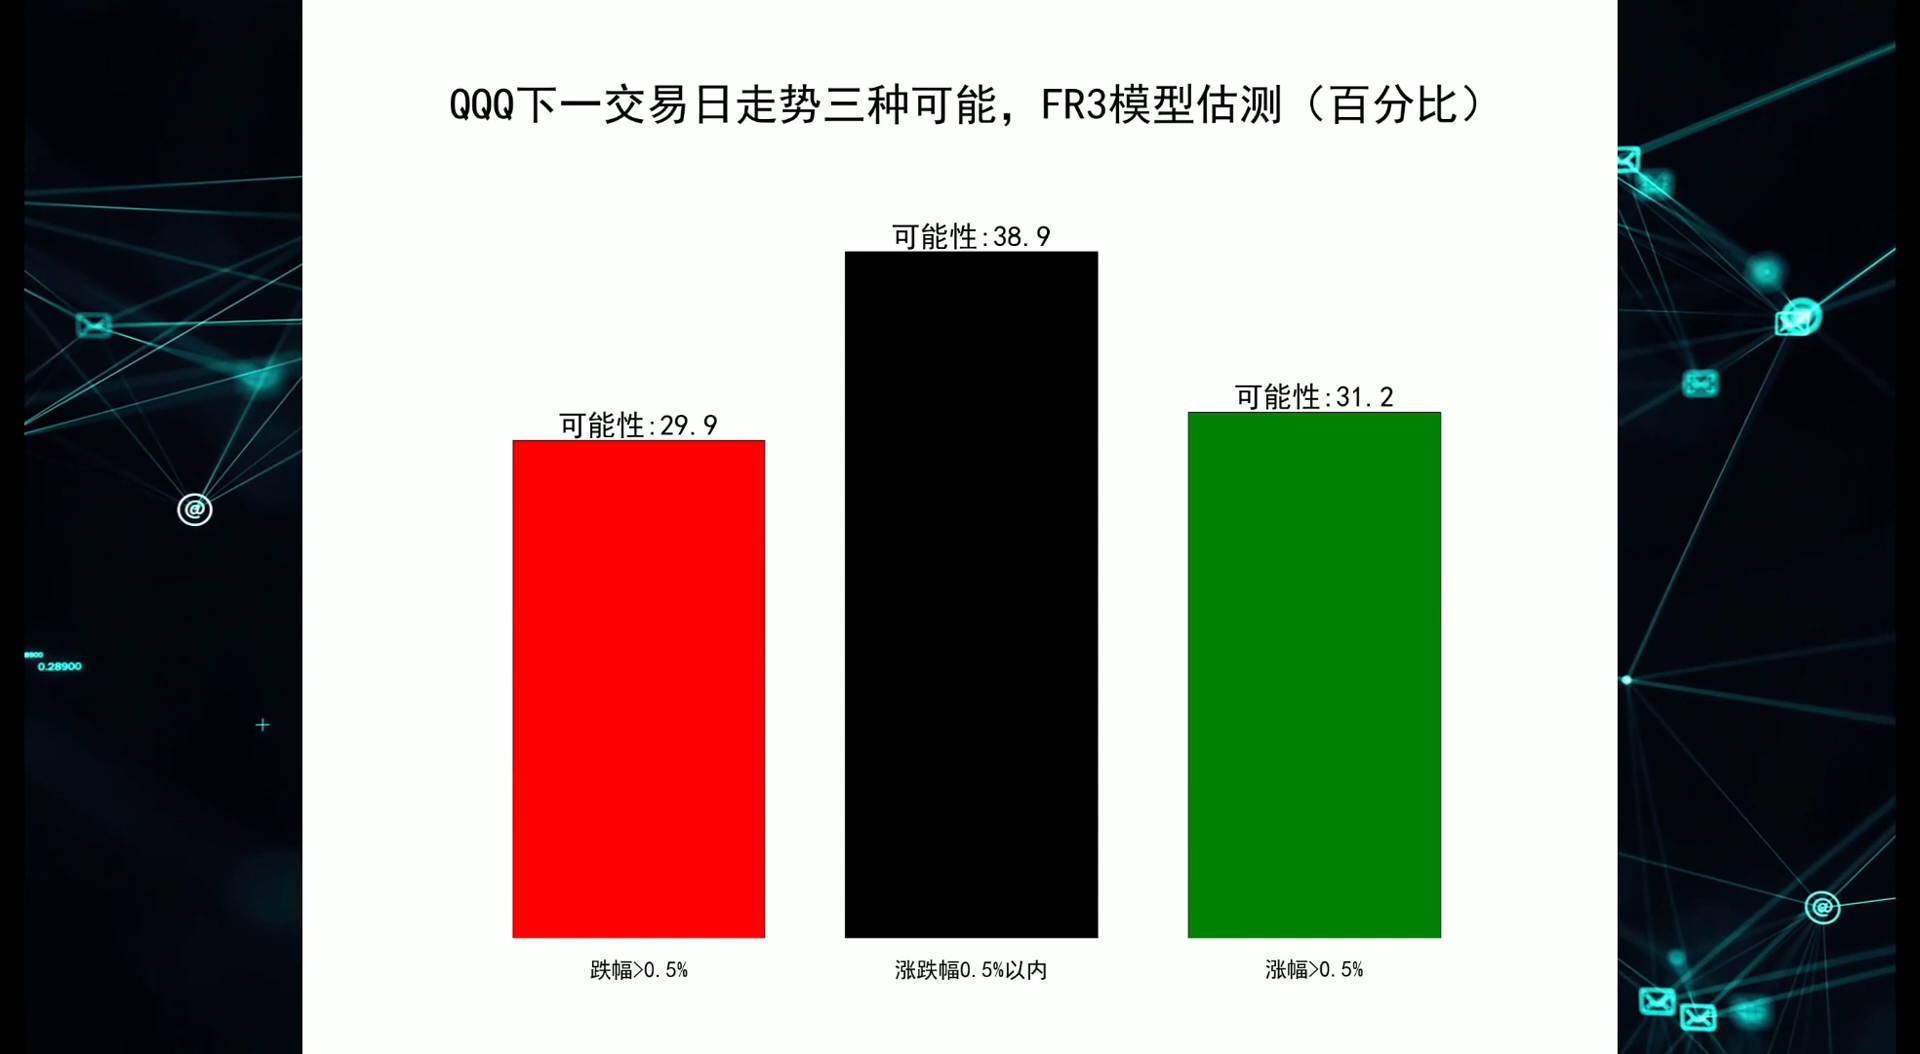 QQQ下一交易日走势三种可能，FR3模型估测（百分比）
可能性:38.9
可能性:31.2
可能性:29.9
跌幅>0.5%
涨跌幅0.5%以内
涨幅>0.5%
0.28900